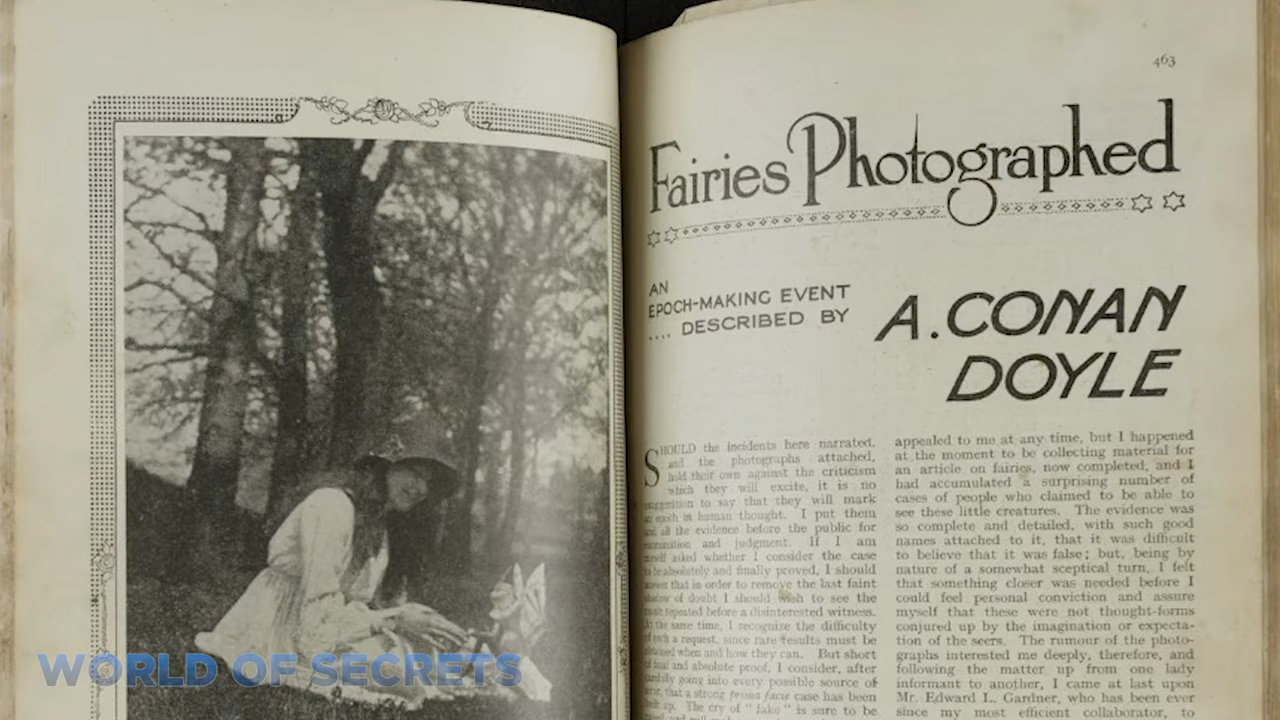 463
Fairies Photographed
AN
EPOCH-MAKING EVENT
.... DESCRIBED BY
A. CONAN
DOYLE
SHOULD the incidents here narrated,
and the photographs attached,
hold their own against the criticism
which they will excite, it is no
exaggeration to say that they will mark
an epoch in human thought. I put them
and all the evidence before the public for
examination and judgment. If I am
myself asked whether I consider the case
to be absolutely and finally proved, I should
answer that in order to remove the last faint
shadow of doubt I should wish to see the
result repeated before a disinterested witness.
At the same time, I recognize the difficulty
of such a request, since rare results must be
obtained when and how they can. But short
of final and absolute proof, I consider, after
carefully going into every possible source of
error, that a strong prima facie case has been
built up. The cry of "fake" is sure to be
appealed to me at any time, but I happened
at the moment to be collecting material for
an article on fairies, now completed, and I
had accumulated a surprising number of
cases of people who claimed to be able to
see these little creatures. The evidence was
so complete and detailed, with such good
names attached to it, that it was difficult
to believe that it was false; but, being by
nature of a somewhat sceptical turn, I felt
that something closer was needed before I
could feel personal conviction and assure
myself that these were not thought-forms
conjured up by the imagination or expecta-
tion of the seers. The rumour of the photo-
graphs interested me deeply, therefore, and
following the matter up from one lady
informant to another, I came at last upon
Mr. Edward L. Gardner, who has been ever
since my most efficient collaborator, to
WORLD OF SECRETS